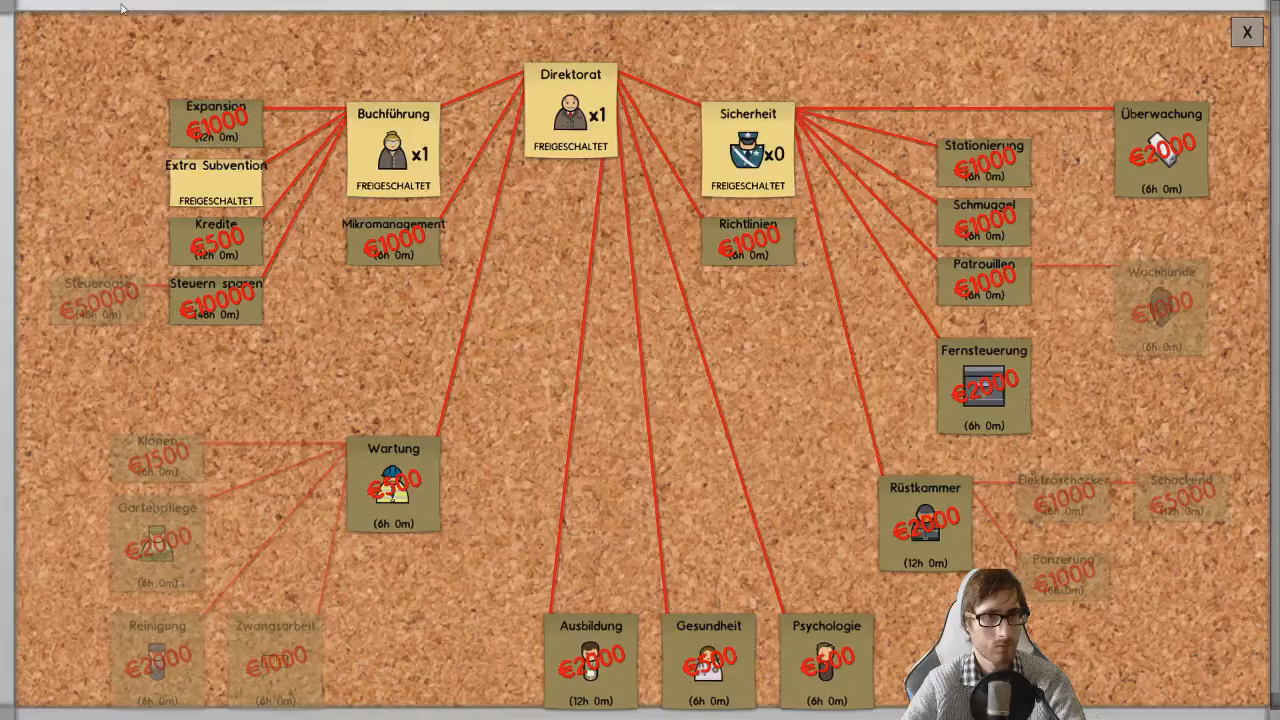 X
Direktorat
x1
FREIGESCHALTET
Expansion
€1000
(12h 0m)
Buchführung
x1
FREIGESCHALTET
Sicherheit
x0
FREIGESCHALTET
Überwachung
€2000
(6h 0m)
Extra Subvention
FREIGESCHALTET
Stationierung
€1000
(6h 0m)
Kredite
€500
(12h 0m)
Mikromanagement
€1000
(6h 0m)
Richtlinien
€1000
(6h 0m)
Schmuggel
€1000
(6h 0m)
Steueroase
€50000
Steuern sparen
€10000
(48h 0m)
Patrouillen
€1000
(6h 0m)
Wachhunde
€1000
(6h 0m)
Fernsteuerung
€2000
(6h 0m)
Klonen
€1500
(6h 0m)
Wartung
€500
(6h 0m)
Gartenpflege
€2000
(6h 0m)
Rüstkammer
€2000
(12h 0m)
Elektroschocker
€1000
(6h 0m)
Schockend
€5000
(12h 0m)
Panzerung
€1000
(6h 0m)
Reinigung
€2000
(6h 0m)
Zwangsarbeit
€1000
(6h 0m)
Ausbildung
€2000
(12h 0m)
Gesundheit
€500
(6h 0m)
Psychologie
€500
(6h 0m)